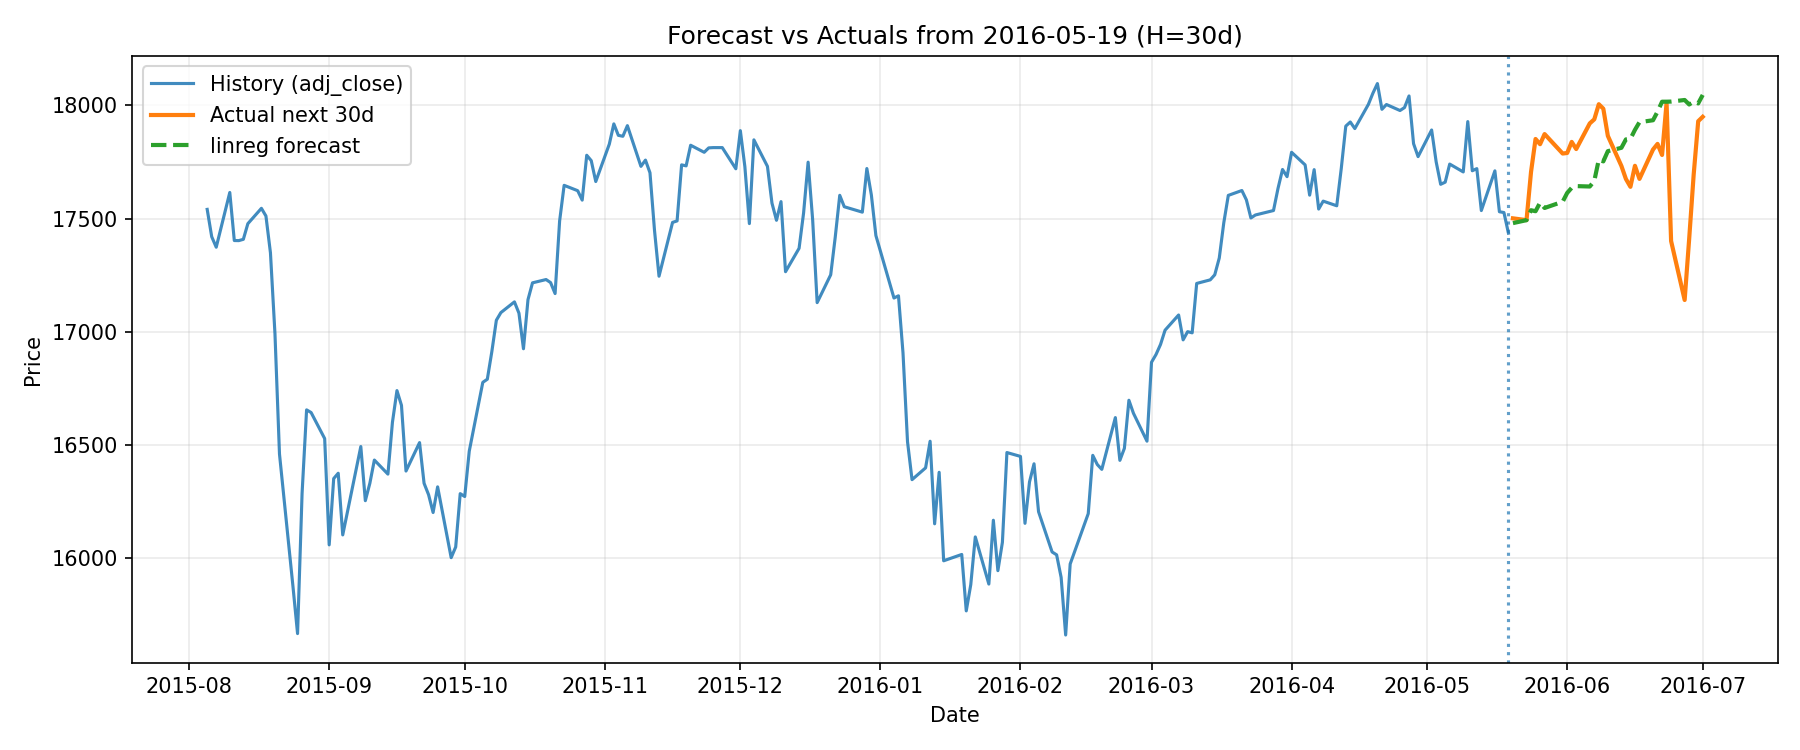 Forecast vs Actuals from 2016-05-19 (H=30d)
History (adj_close)
Actual next 30d
linreg forecast
18000
17500
17000
16500
16000
Price
2015-08 2015-09 2015-10 2015-11 2015-12 2016-01 2016-02 2016-03 2016-04 2016-05 2016-06 2016-07
Date